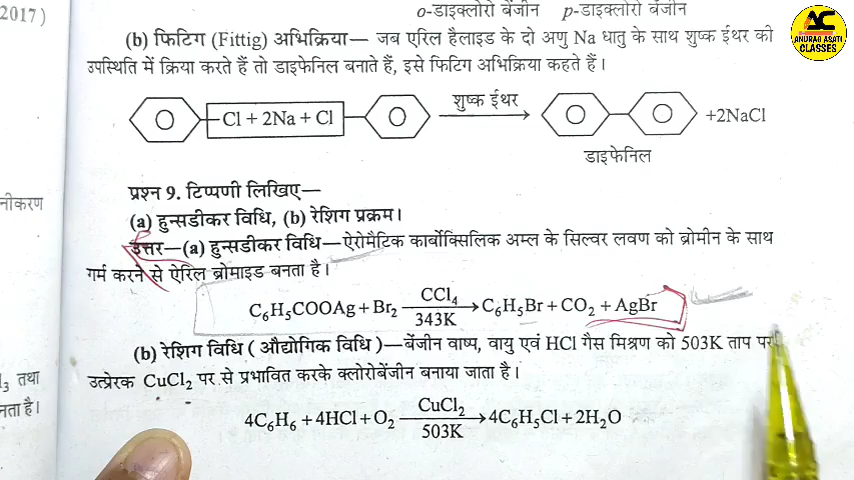 2017)
o-डाइक्लोरो बेंजीन p-डाइक्लोरो बेंजीन
ANURAG ASATI
CLASSES
(b) फिटिग (Fittig) अभिक्रिया— जब एरिल हैलाइड के दो अणु Na धातु के साथ शुष्क ईथर की
उपस्थिति में क्रिया करते हैं तो डाइफेनिल बनाते हैं, इसे फिटिग अभिक्रिया कहते हैं।
Cl + 2Na + Cl शुष्क ईथर +2NaCl
डाइफेनिल
प्रश्न 9. टिप्पणी लिखिए—
नीकरण
(a) हुन्सडीकर विधि, (b) रेशिग प्रक्रम।
उत्तर—(a) हुन्सडीकर विधि—ऐरोमैटिक कार्बोक्सिलिक अम्ल के सिल्वर लवण को ब्रोमीन के साथ
गर्म करने से ऐरिल ब्रोमाइड बनता है।
C₆H₅COOAg + Br₂ CCl₄ 343K → C₆H₅Br + CO₂ + AgBr
(b) रेशिग विधि (औद्योगिक विधि)—बेंजीन वाष्प, वायु एवं HCl गैस मिश्रण को 503K ताप पर
l₃ तथा
उत्प्रेरक CuCl₂ पर से प्रभावित करके क्लोरोबेंजीन बनाया जाता है।
नता है।
4C₆H₆ + 4HCl + O₂ CuCl₂ 503K → 4C₆H₅Cl + 2H₂O